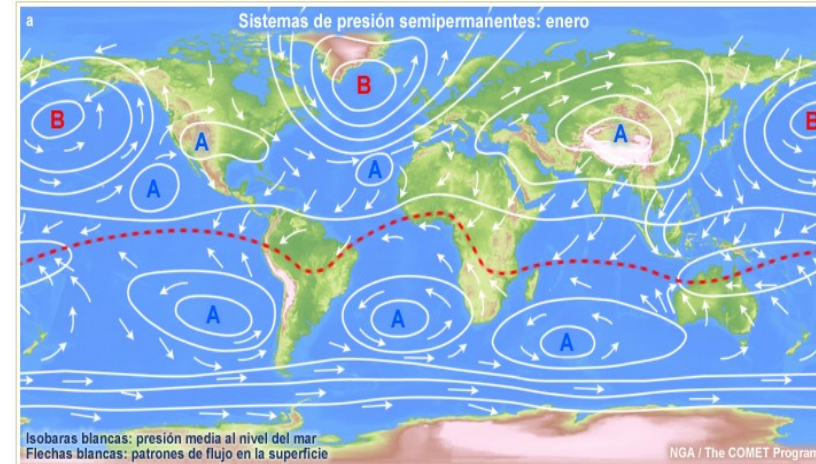 a
Sistemas de presión semipermanentes: enero
B
B
B
A
A
A
A
A
A
A
Isobaras blancas: presión media al nivel del mar
Flechas blancas: patrones de flujo en la superficie
NGA / The COMET Program